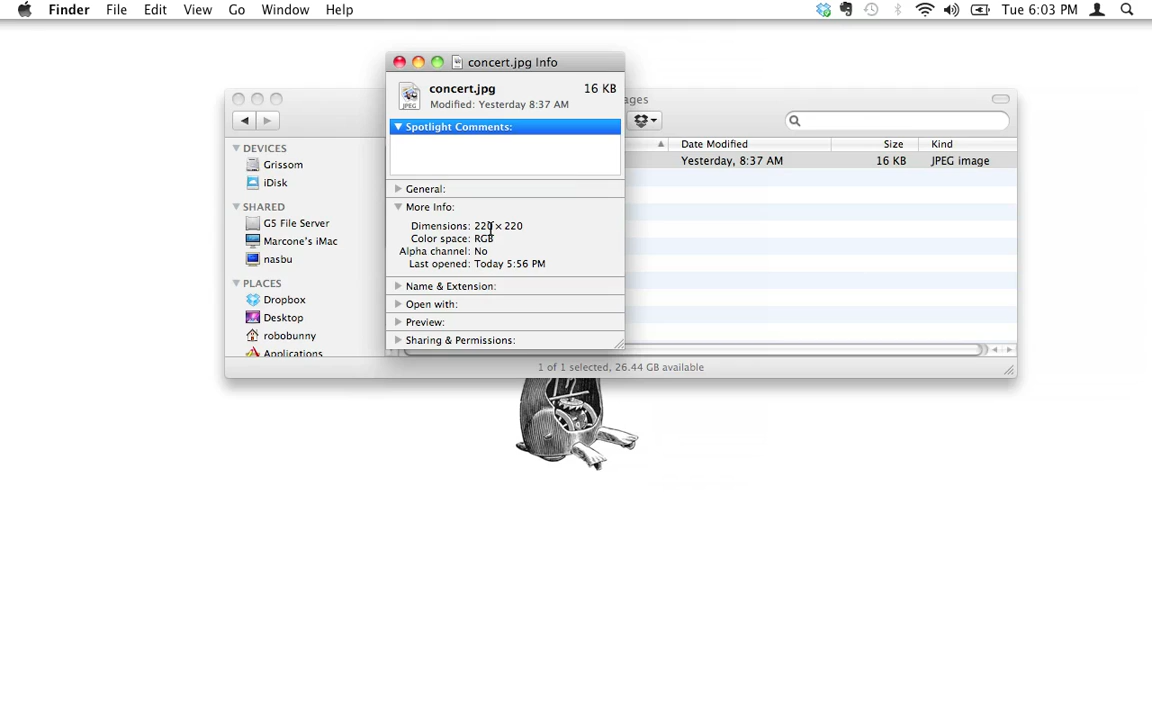 Finder File Edit View Go Window Help Tue 6:03 PM
concert.jpg Info
concert.jpg 16 KB
Modified: Yesterday 8:37 AM
Spotlight Comments:
General:
More Info:
Dimensions: 220 × 220
Color space: RGB
Alpha channel: No
Last opened: Today 5:56 PM
Name & Extension:
Open with:
Preview:
Sharing & Permissions:
ages
DEVICES
Grissom
iDisk
SHARED
G5 File Server
Marcone's iMac
nasbu
PLACES
Dropbox
Desktop
robobunny
Applications
Date Modified Size Kind
Yesterday, 8:37 AM 16 KB JPEG image
1 of 1 selected, 26.44 GB available